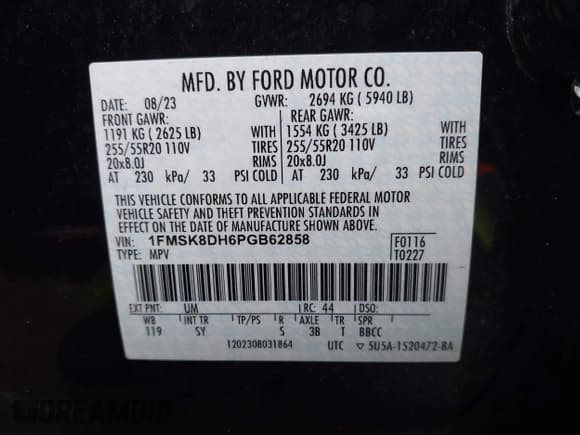 MFD. BY FORD MOTOR CO.
DATE: 08/23 GVWR: 2694 KG ( 5940 LB)
FRONT GAWR: REAR GAWR:
1191 KG ( 2625 LB) WITH 1554 KG ( 3425 LB) WITH
255/55R20 110V TIRES 255/55R20 110V TIRES
20x8.0J RIMS 20x8.0J RIMS
AT 230 kPa/ 33 PSI COLD AT 230 kPa/ 33 PSI COLD
THIS VEHICLE CONFORMS TO ALL APPLICABLE FEDERAL MOTOR
VEHICLE SAFETY AND THEFT PREVENTION STANDARDS IN
EFFECT ON THE DATE OF MANUFACTURE SHOWN ABOVE.
VIN: 1FMSK8DH6PGB62858 F0116
TYPE: MPV T0227
EXT PNT: UM RC: 44 DSO:
WB INT TR TP/PS R AXLE TR SPR
119 SY S 3B T BBCC
1202308031864 UTC ▽ 5U5A-1520472-BA
DREAMBID